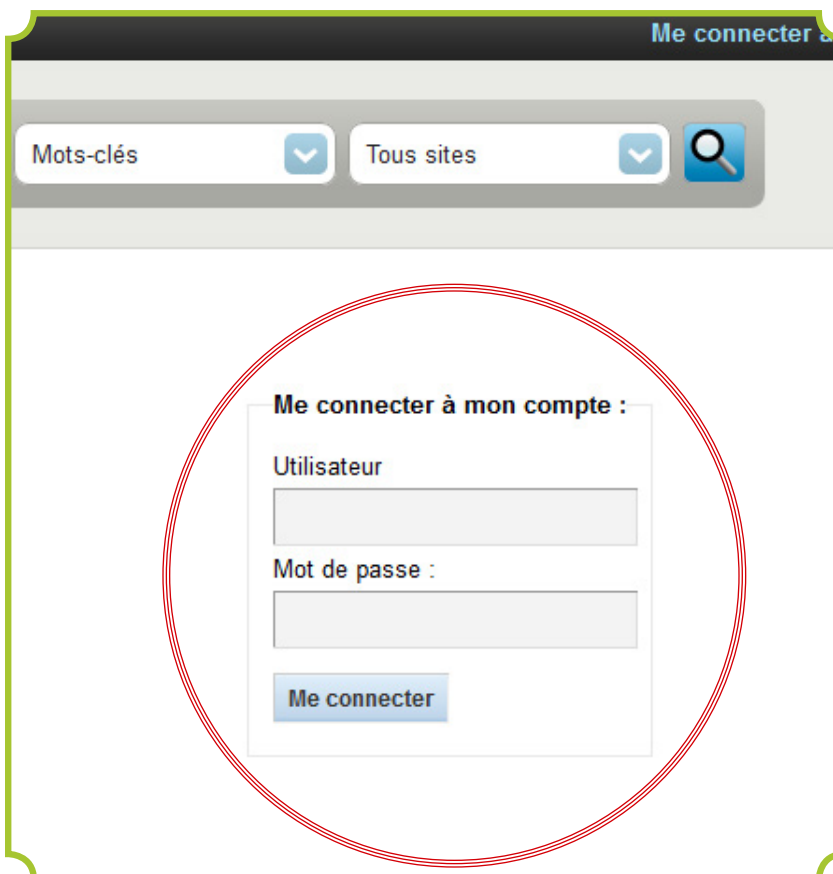 Me connecter à
Mots-clés Tous sites
Me connecter à mon compte :
Utilisateur
Mot de passe :
Me connecter